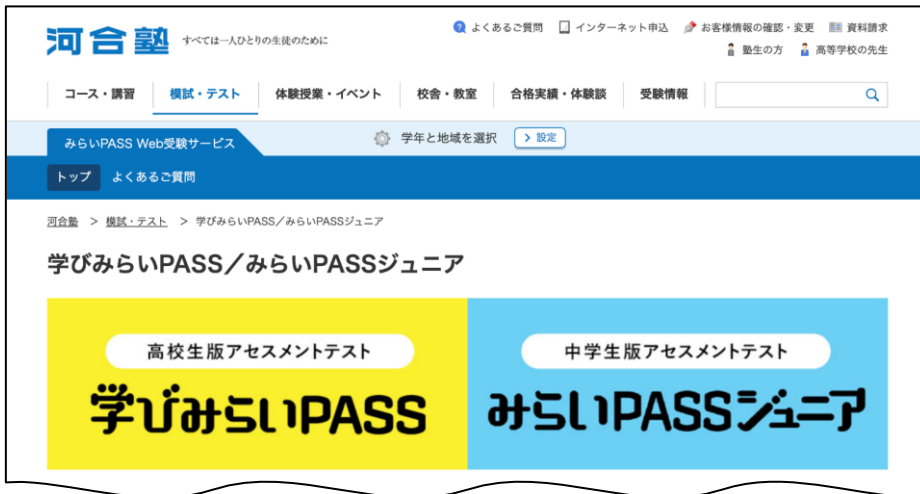 河合塾 すべては一人ひとりの生徒のために
よくあるご質問 インターネット申込 お客様情報の確認・変更 資料請求
塾生の方 高等学校の先生
コース・講習 模試・テスト 体験授業・イベント 校舎・教室 合格実績・体験談 受験情報
みらいPASS Web受験サービス 学年と地域を選択 > 設定
トップ よくあるご質問
河合塾 > 模試・テスト > 学びみらいPASS／みらいPASSジュニア
学びみらいPASS／みらいPASSジュニア
高校生版アセスメントテスト
学びみらいPASS
中学生版アセスメントテスト
みらいPASSジュニア